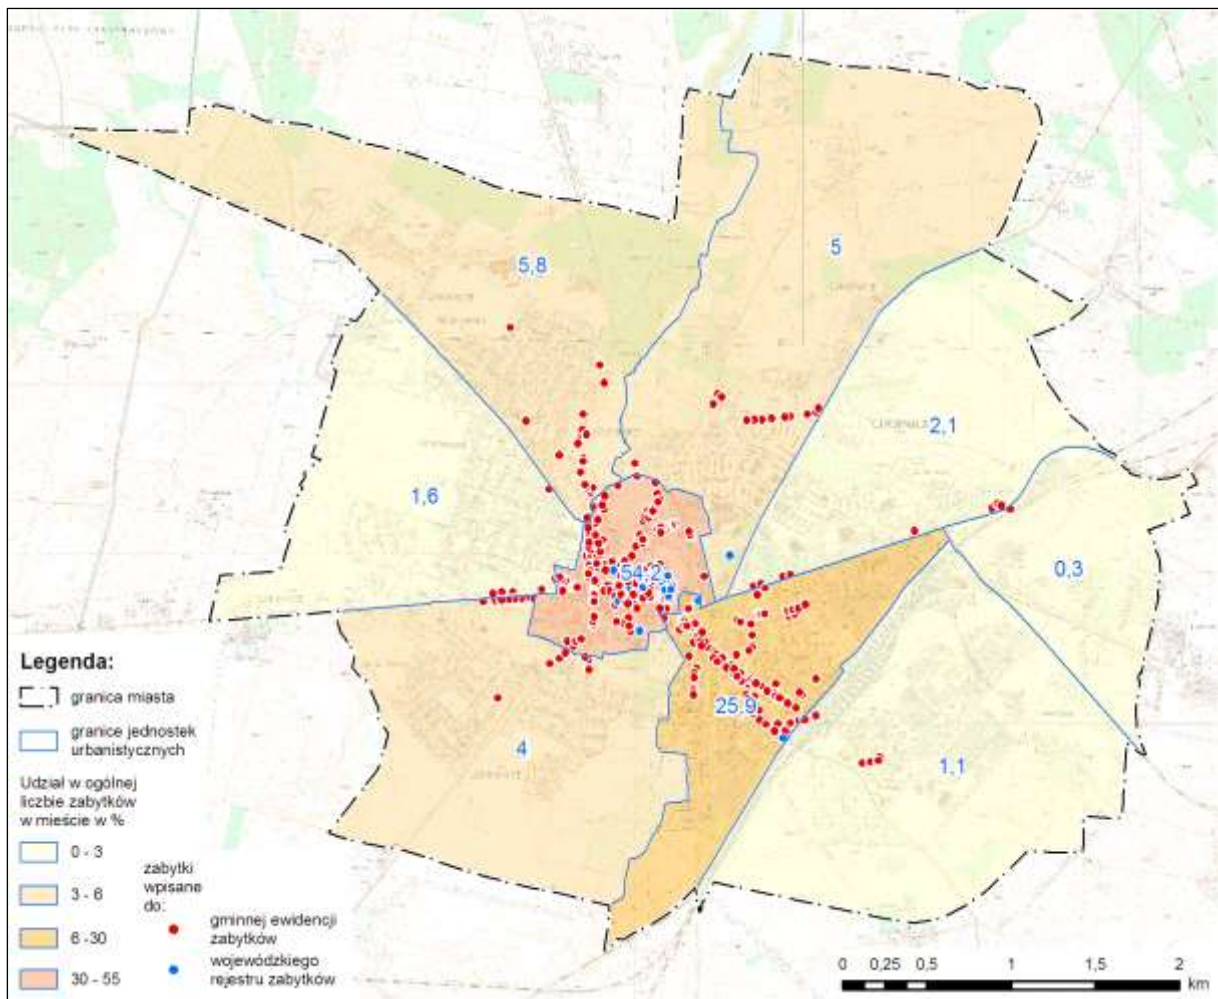 5,8
5
2,1
1,6
54,2
0,3
25,9
4
1,1
Legenda:
granica miasta
granice jednostek
urbanistycznych
Udział w ogólnej
liczbie zabytków
w mieście w %
0 - 3
3 - 6
6 - 30
30 - 55
zabytki
wpisane
do:
gminnej ewidencji
zabytków
wojewódzkiego
rejestru zabytków
0 0,25 0,5 1 1,5 2
km